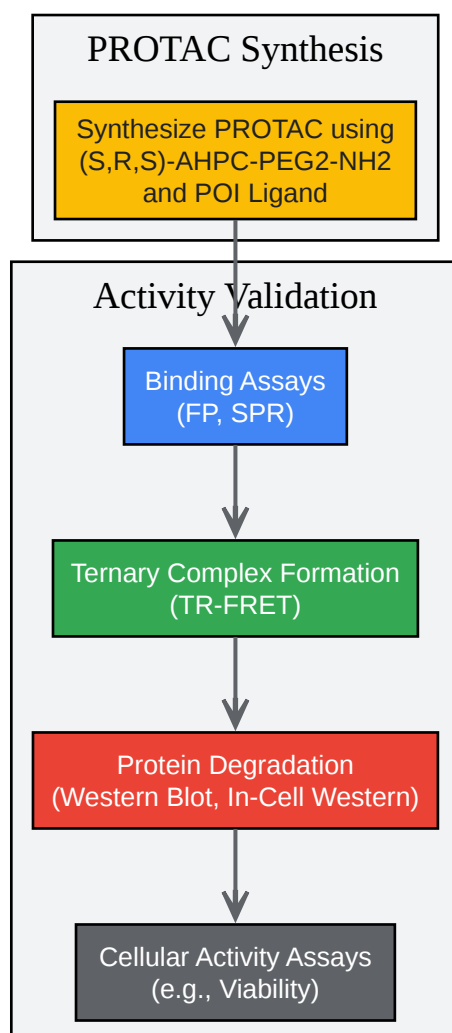 PROTAC Synthesis
Synthesize PROTAC using
(S,R,S)-AHPC-PEG2-NH2
and POI Ligand
Activity Validation
Binding Assays
(FP, SPR)
Ternary Complex Formation
(TR-FRET)
Protein Degradation
(Western Blot, In-Cell Western)
Cellular Activity Assays
(e.g., Viability)